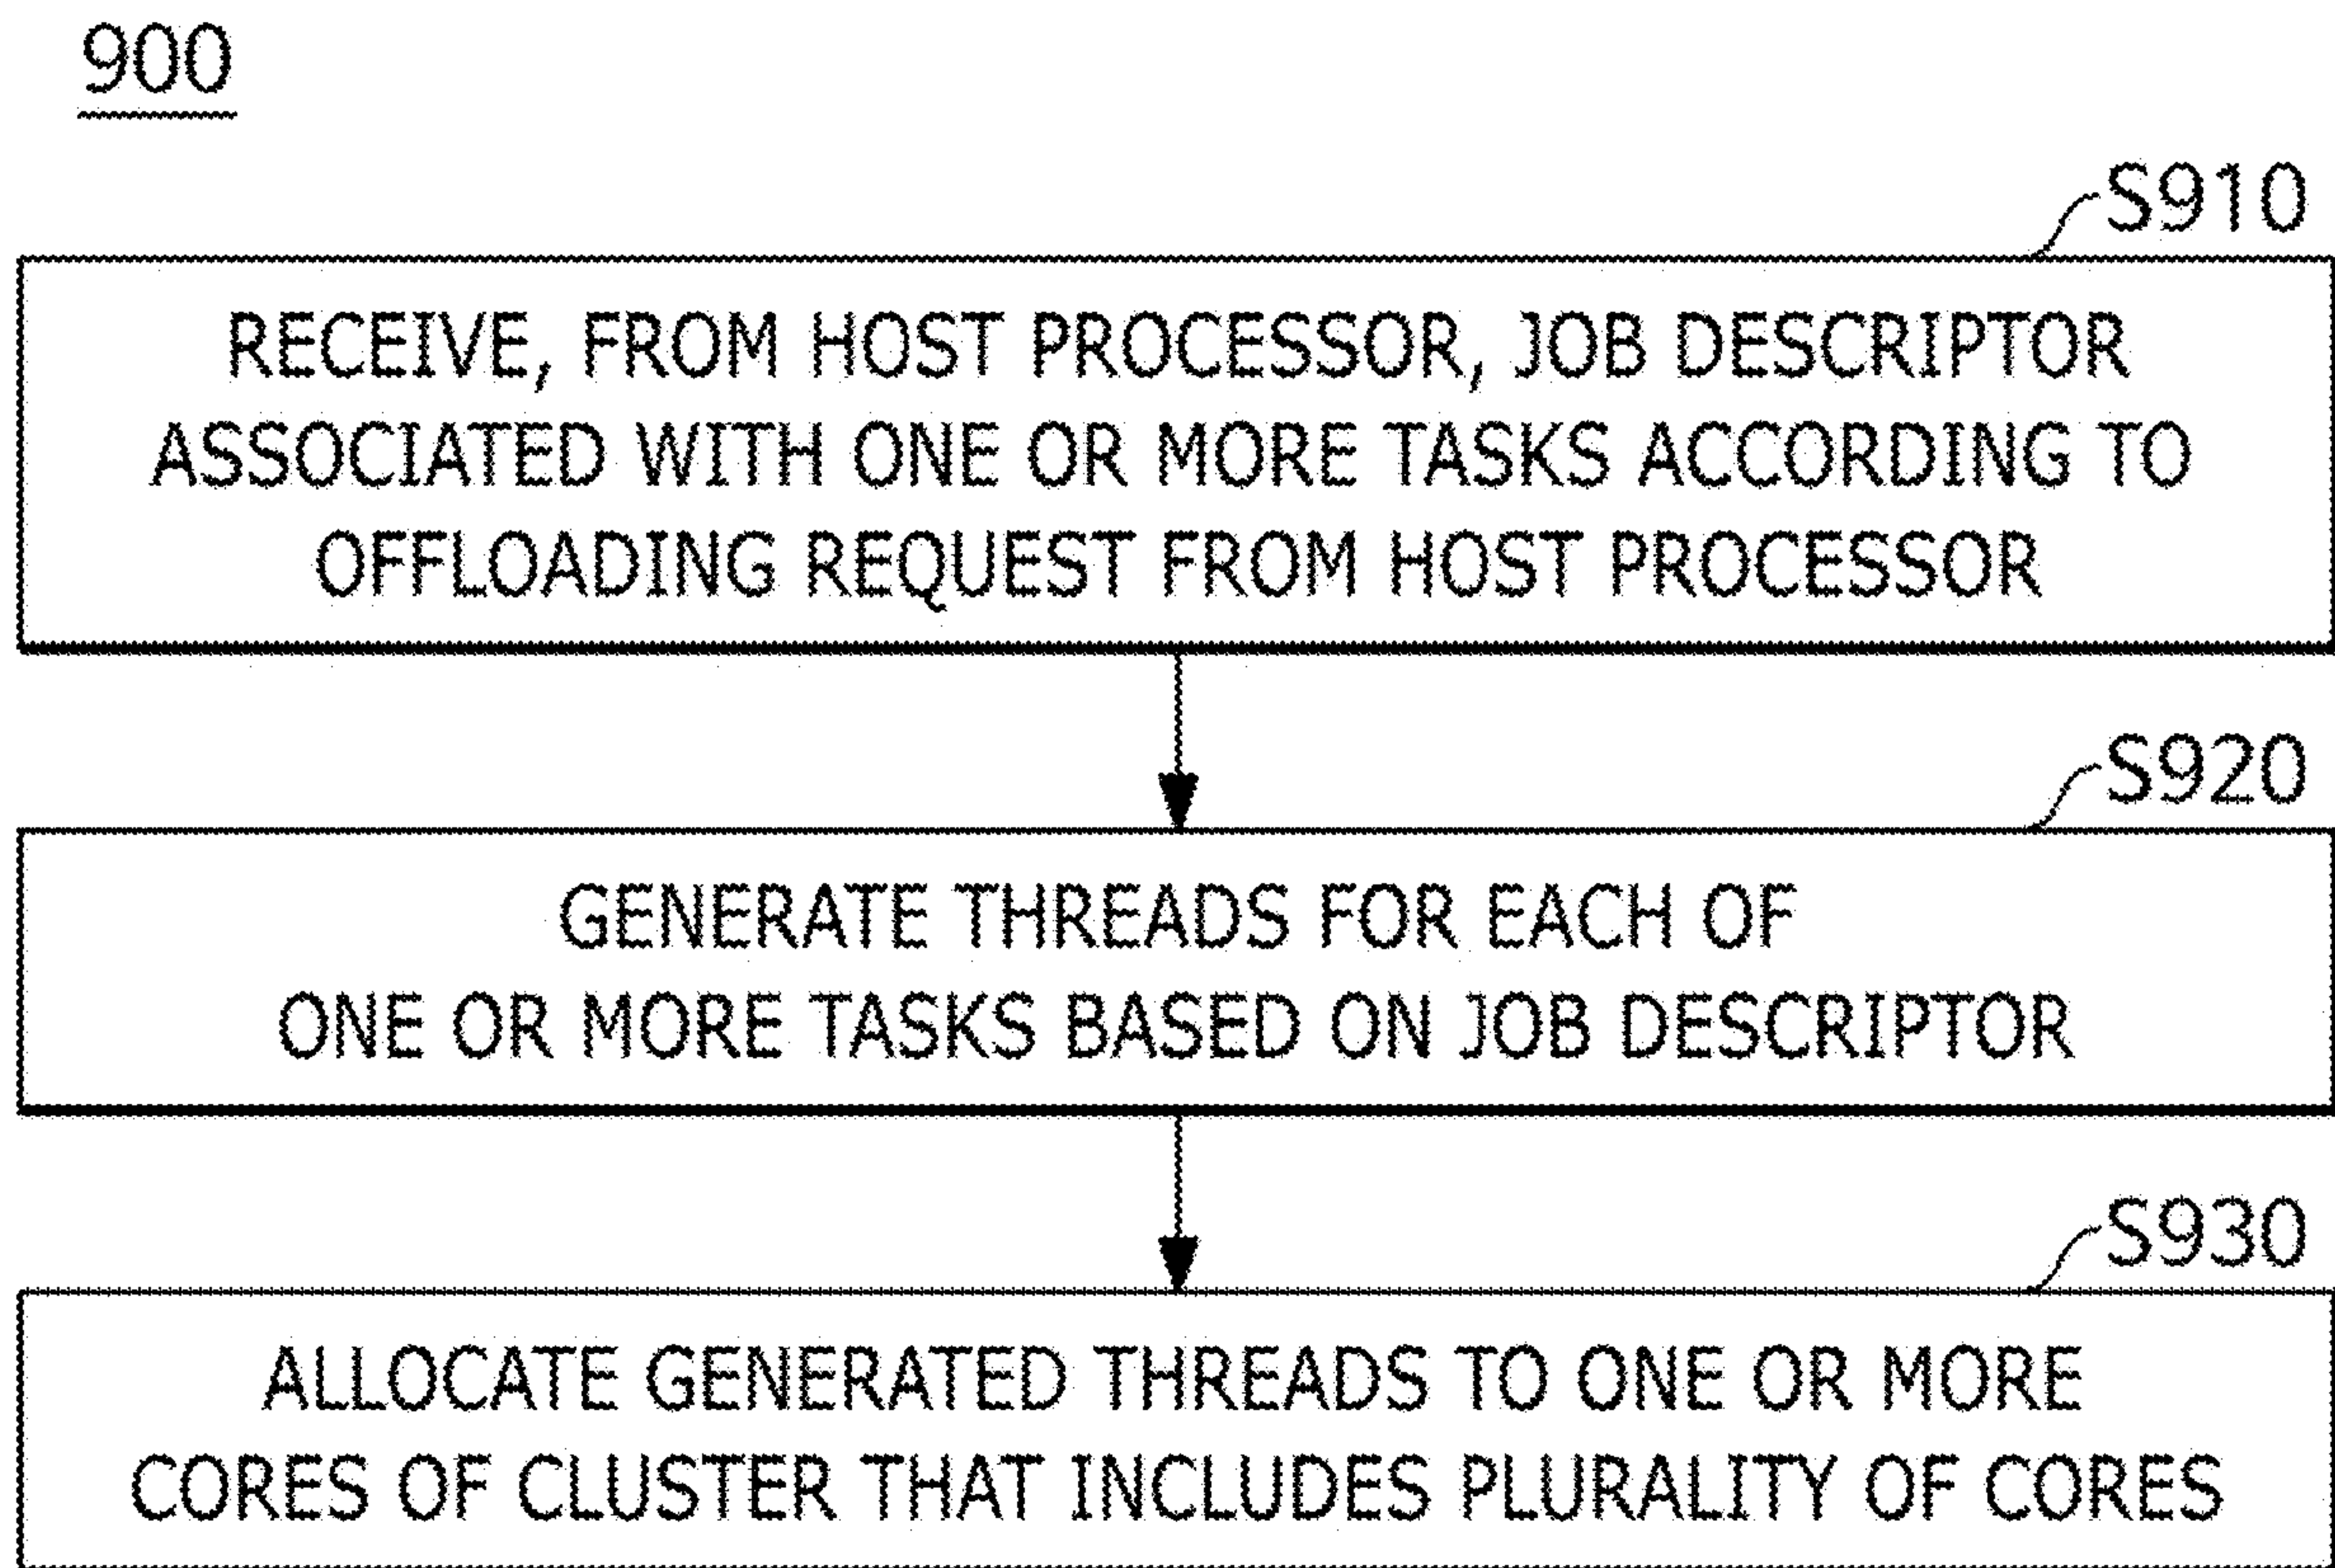 900
S910
RECEIVE, FROM HOST PROCESSOR, JOB DESCRIPTOR
ASSOCIATED WITH ONE OR MORE TASKS ACCORDING TO
OFFLOADING REQUEST FROM HOST PROCESSOR
S920
GENERATE THREADS FOR EACH OF
ONE OR MORE TASKS BASED ON JOB DESCRIPTOR
S930
ALLOCATE GENERATED THREADS TO ONE OR MORE
CORES OF CLUSTER THAT INCLUDES PLURALITY OF CORES